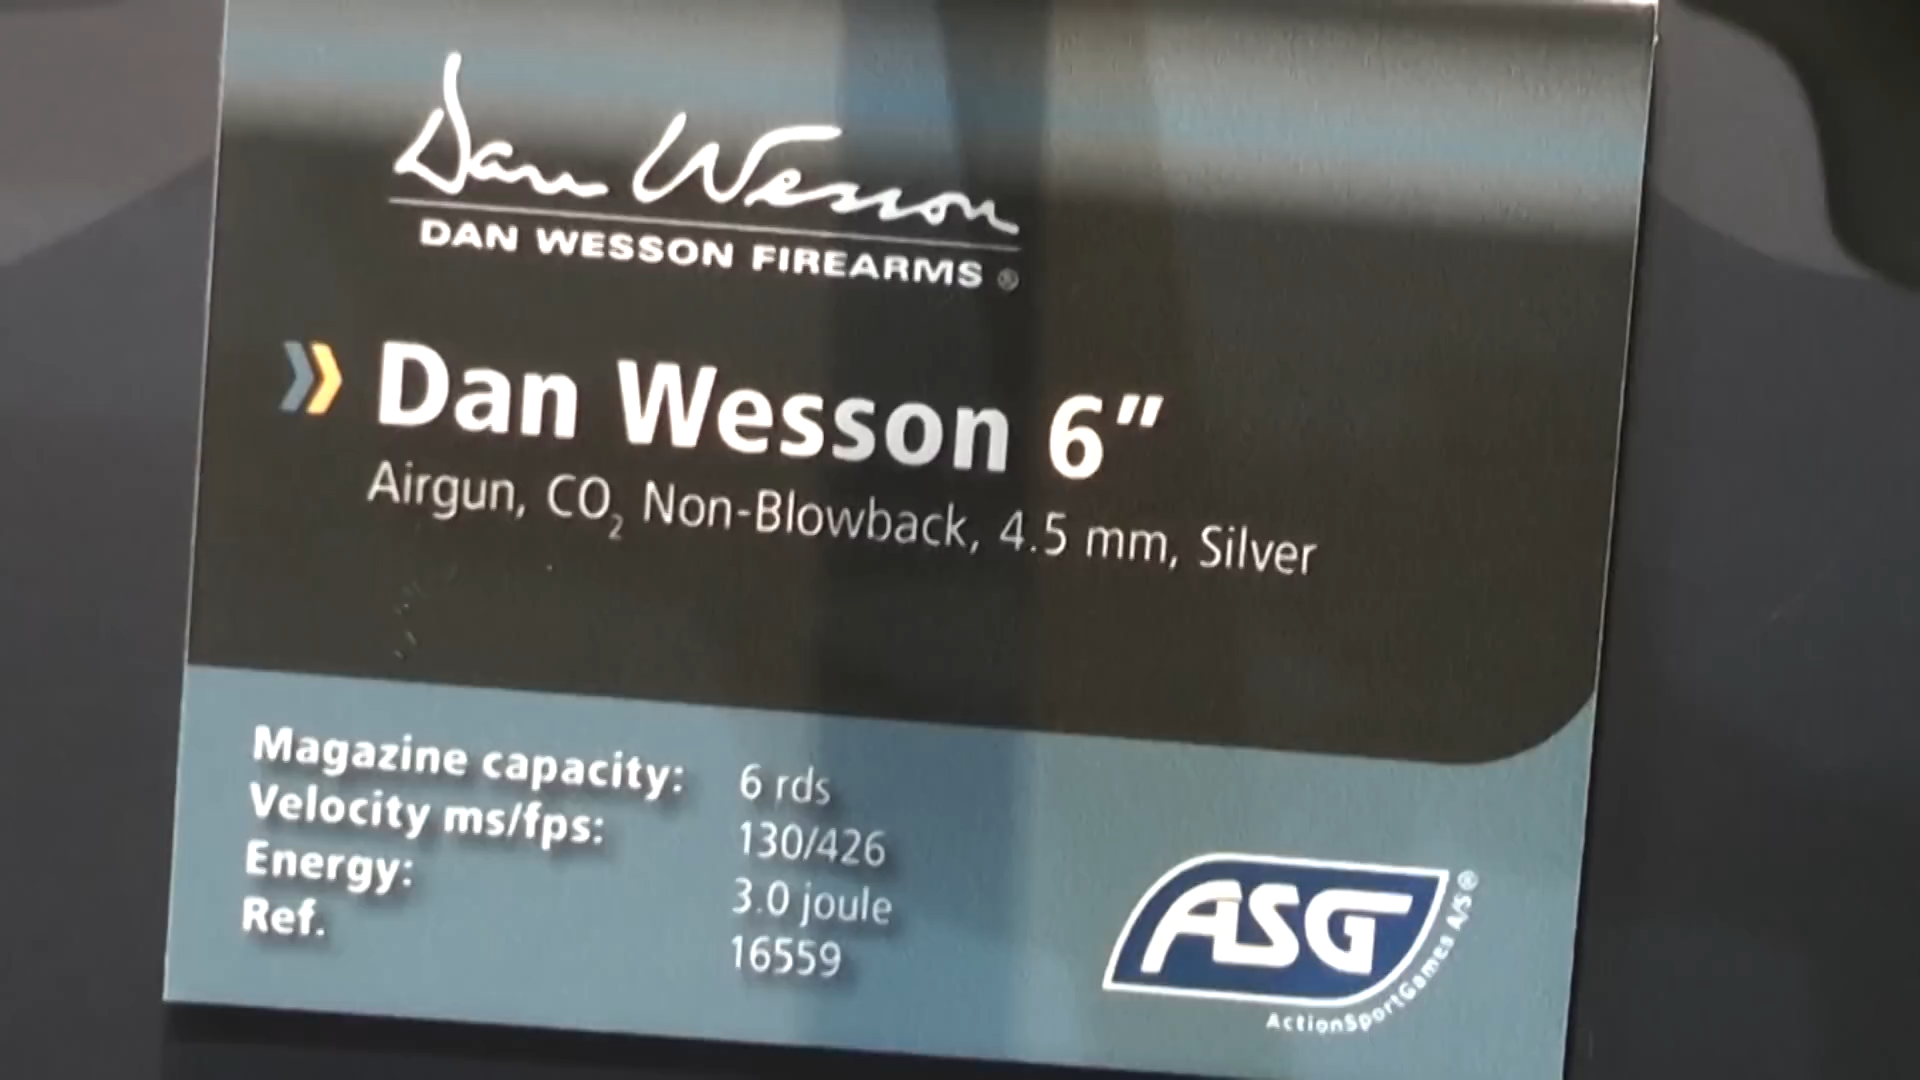 Dan Wesson
DAN WESSON FIREARMS ®
Dan Wesson 6”
Airgun, CO₂ Non-Blowback, 4.5 mm, Silver
Magazine capacity: 6 rds
Velocity ms/fps: 130/426
Energy: 3.0 joule
Ref. 16559
ASG
ActionSportGames A/S®